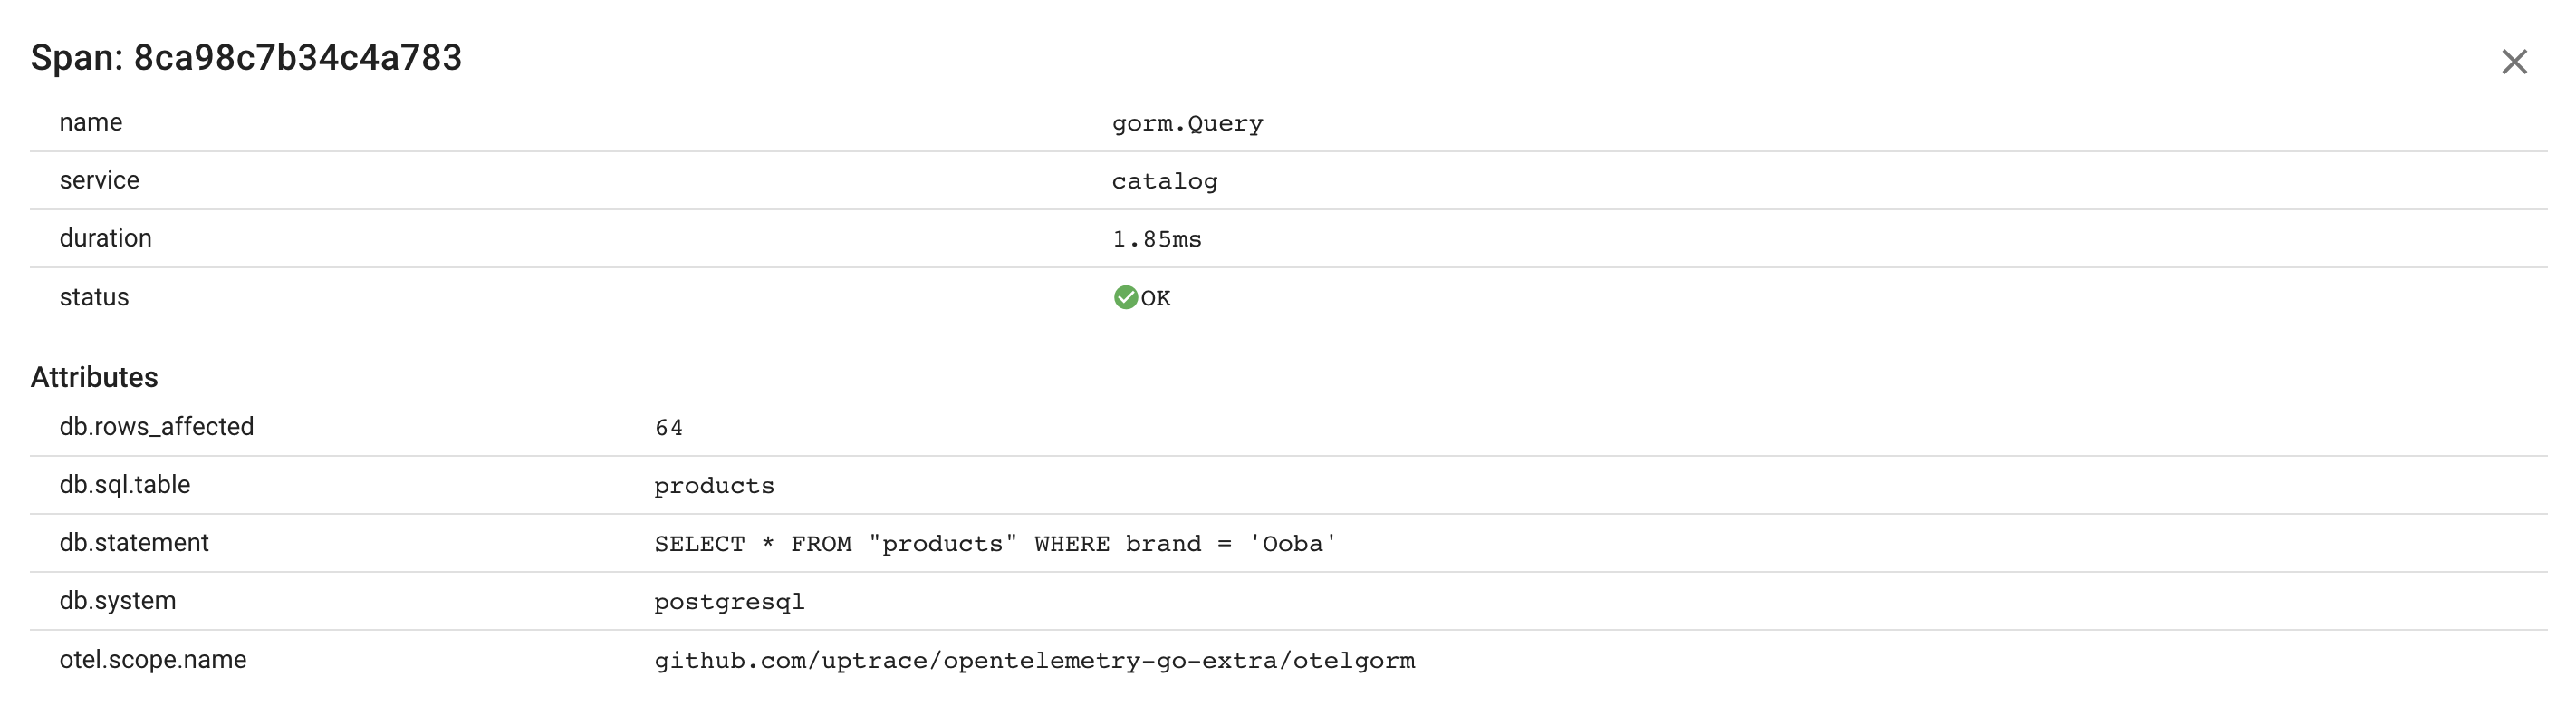 Span: 8ca98c7b34c4a783
name gorm.Query
service catalog
duration 1.85ms
status OK
Attributes
db.rows_affected 64
db.sql.table products
db.statement SELECT * FROM "products" WHERE brand = 'Ooba'
db.system postgresql
otel.scope.name github.com/uptrace/opentelemetry-go-extra/otelgorm